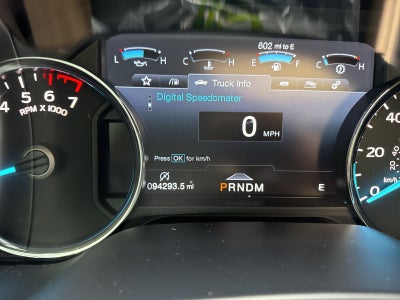 602 mi to E
L H C H E F C H
Truck Info
Digital Speedometer
0 MPH
Press OK for km/h
094293.5 mi
PRNDM E
4 5 6 7
RPM X 1000
40
20
0
20
km/h